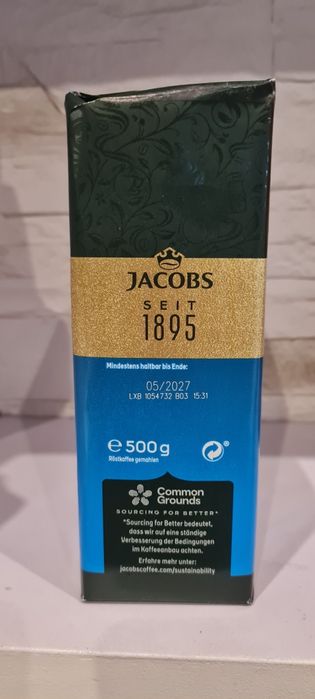 JACOBS
SEIT
1895
Mindestens haltbar bis Ende:
05/2027
LXB 1054732 B03 15:31
℮ 500 g
Röstkaffee gemahlen
Common
Grounds
SOURCING FOR BETTER*
*Sourcing for Better bedeutet,
dass wir auf eine ständige
Verbesserung der Bedingungen
im Kaffeeanbau achten.
Erfahre mehr unter:
jacobscoffee.com/sustainability